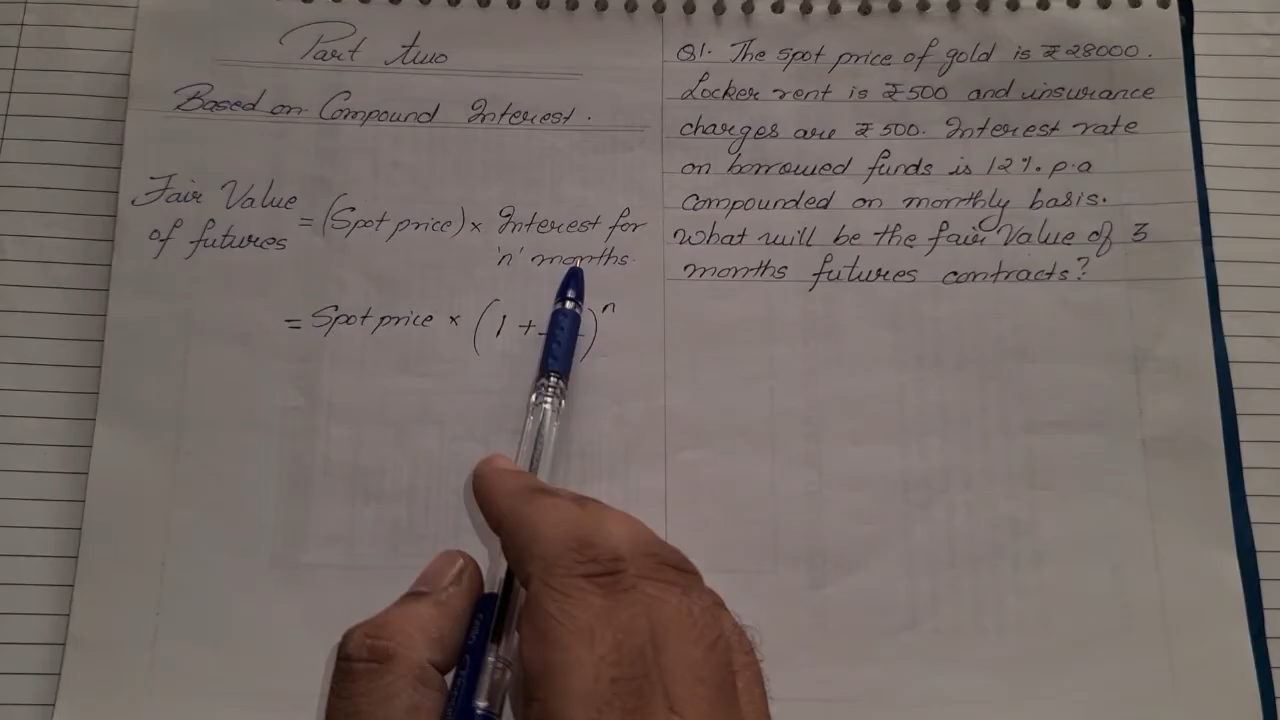 Part two
Based on Compound Interest.
Fair Value
of futures
= (Spot price) × Interest for
'n' months.
= Spot price × (1 + )ⁿ
Q1. The spot price of gold is ₹28000.
Locker rent is ₹500 and insurance
charges are ₹500. Interest rate
on borrowed funds is 12%. p.a
compounded on monthly basis.
What will be the fair Value of 3
months futures contracts?